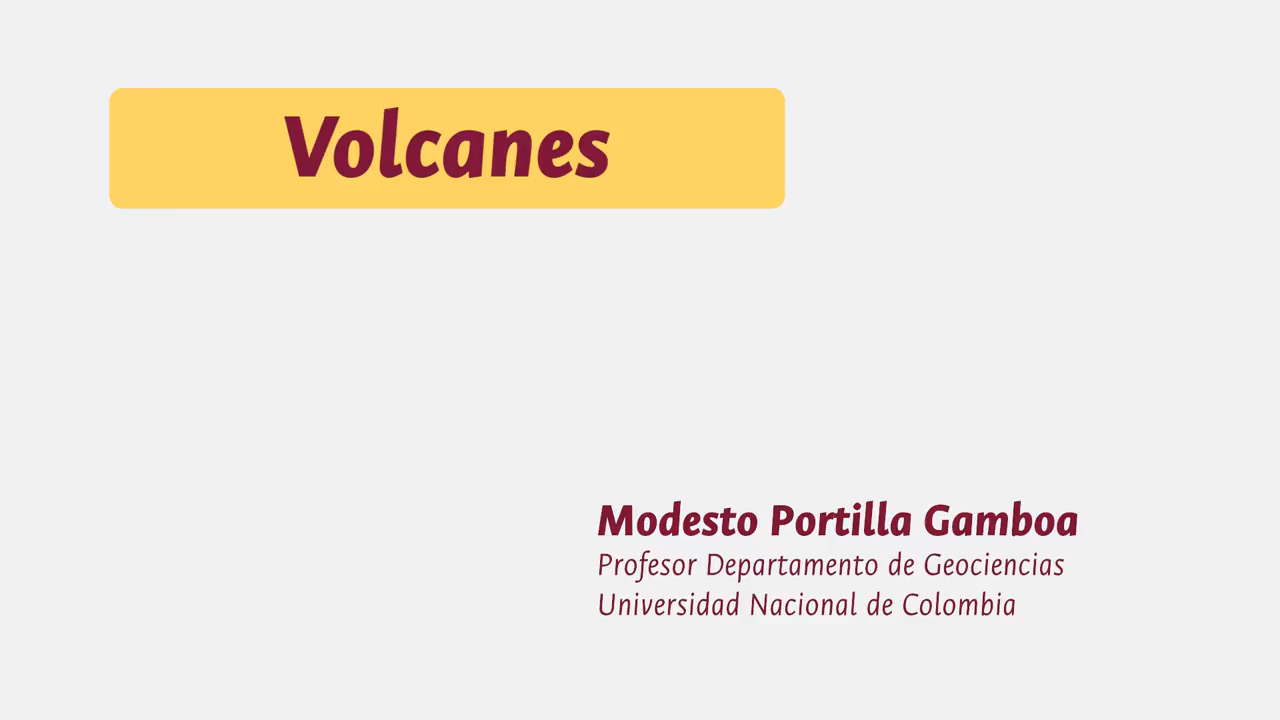 Volcanes
Modesto Portilla Gamboa
Profesor Departamento de Geociencias
Universidad Nacional de Colombia